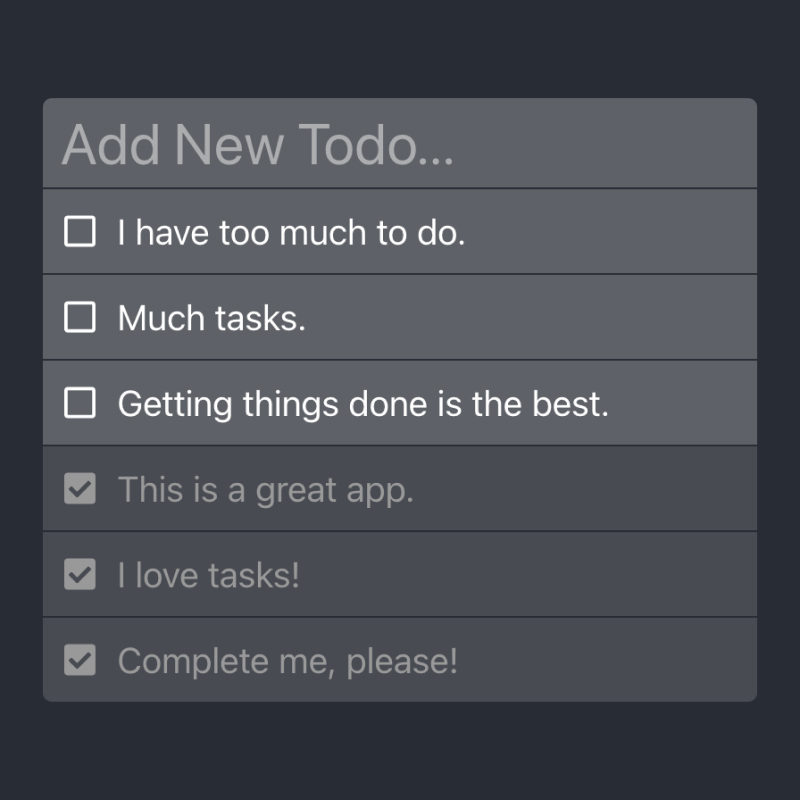 Add New Todo...
I have too much to do.
Much tasks.
Getting things done is the best.
This is a great app.
I love tasks!
Complete me, please!